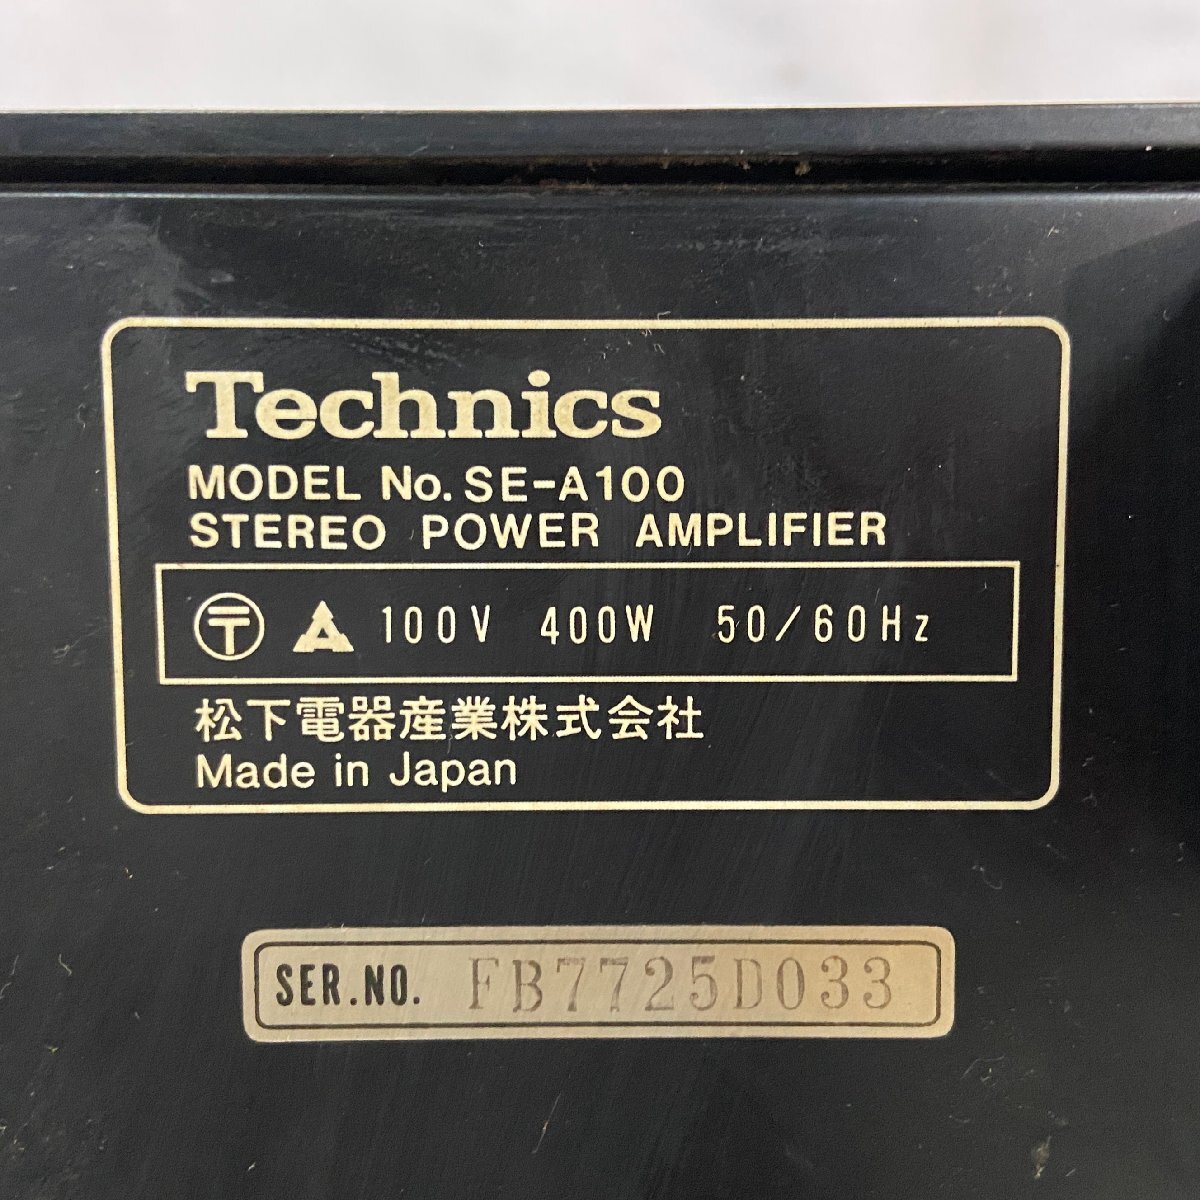 Technics
MODEL No. SE-A100
STEREO POWER AMPLIFIER
100V 400W 50/60Hz
松下電器産業株式会社
Made in Japan
SER.NO. FB7725D033